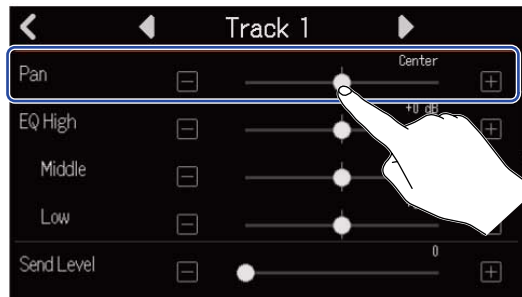 Track 1
Pan
Center
EQ High
+0 dB
Middle
Low
Send Level
0